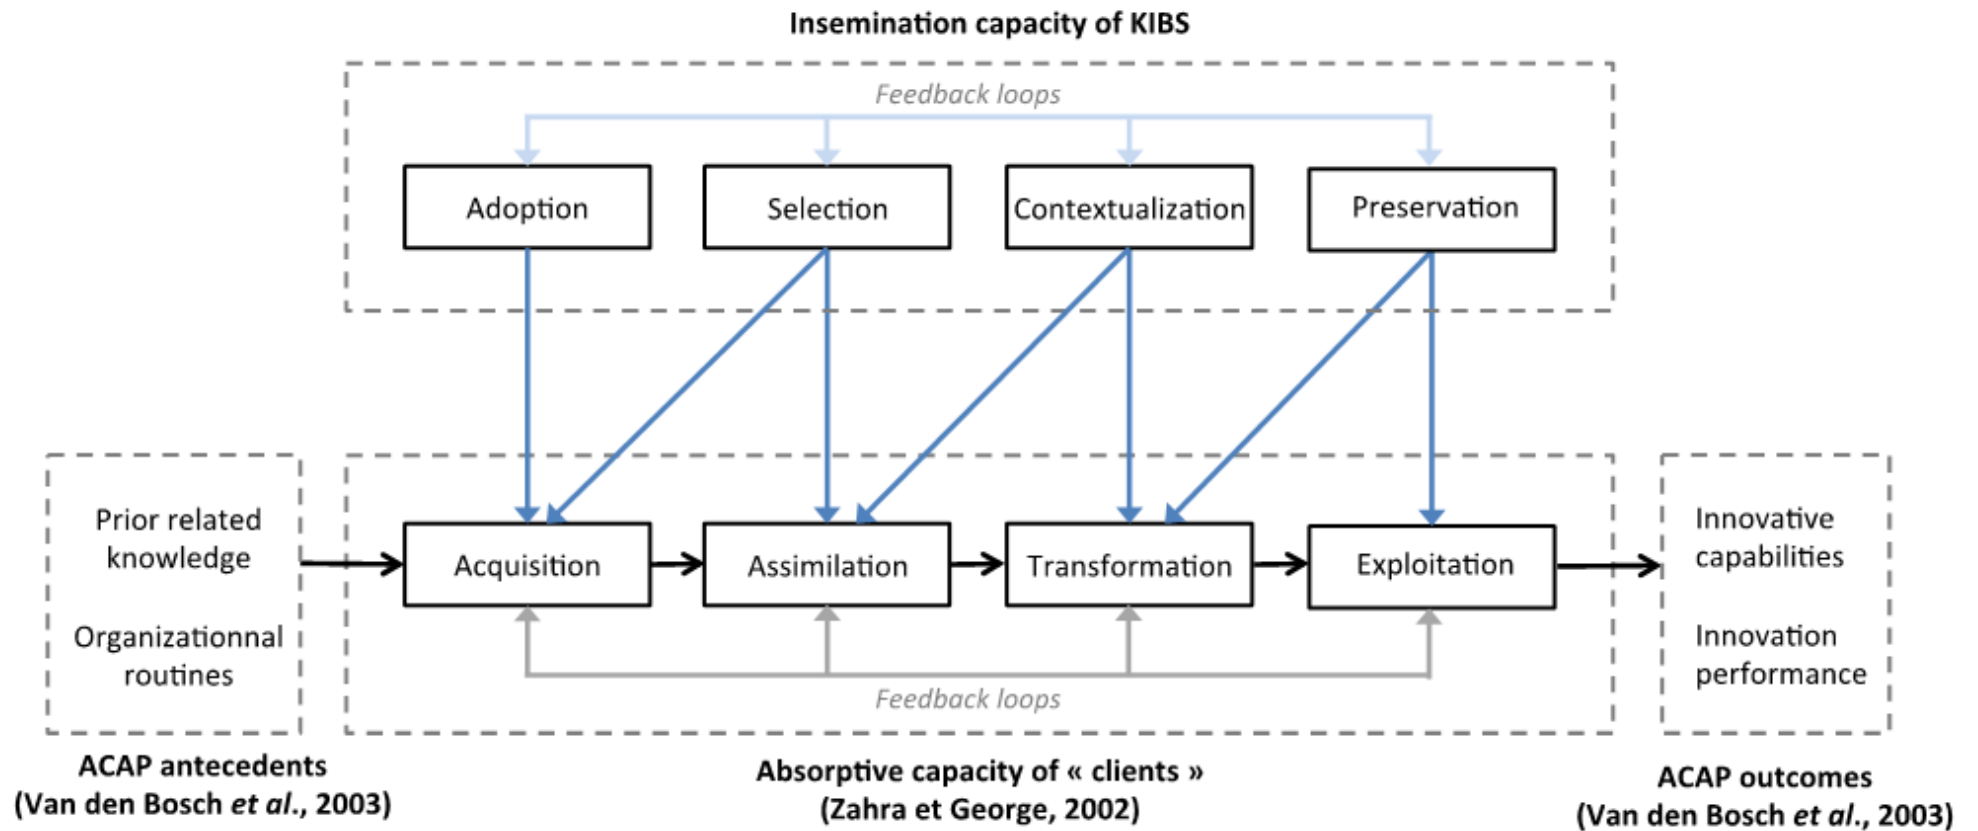 Insemination capacity of KIBS
Feedback loops
Adoption
Selection
Contextualization
Preservation
Prior related
knowledge
Organizationnal
routines
Acquisition
Assimilation
Transformation
Exploitation
Innovative
capabilities
Innovation
performance
Feedback loops
ACAP antecedents
(Van den Bosch et al., 2003)
Absorptive capacity of « clients »
(Zahra et George, 2002)
ACAP outcomes
(Van den Bosch et al., 2003)